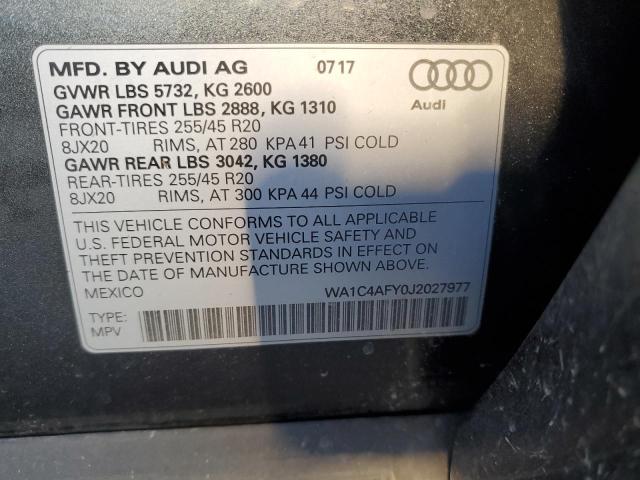 MFD. BY AUDI AG 07 17
GVWR LBS 5732, KG 2600
GAWR FRONT LBS 2888, KG 1310
FRONT-TIRES 255/45 R20
8JX20 RIMS, AT 280 KPA 41 PSI COLD
GAWR REAR LBS 3042, KG 1380
REAR-TIRES 255/45 R20
8JX20 RIMS, AT 300 KPA 44 PSI COLD
Audi
THIS VEHICLE CONFORMS TO ALL APPLICABLE
U.S. FEDERAL MOTOR VEHICLE SAFETY AND
THEFT PREVENTION STANDARDS IN EFFECT ON
THE DATE OF MANUFACTURE SHOWN ABOVE.
MEXICO WA1C4AFY0J2027977
TYPE:
MPV